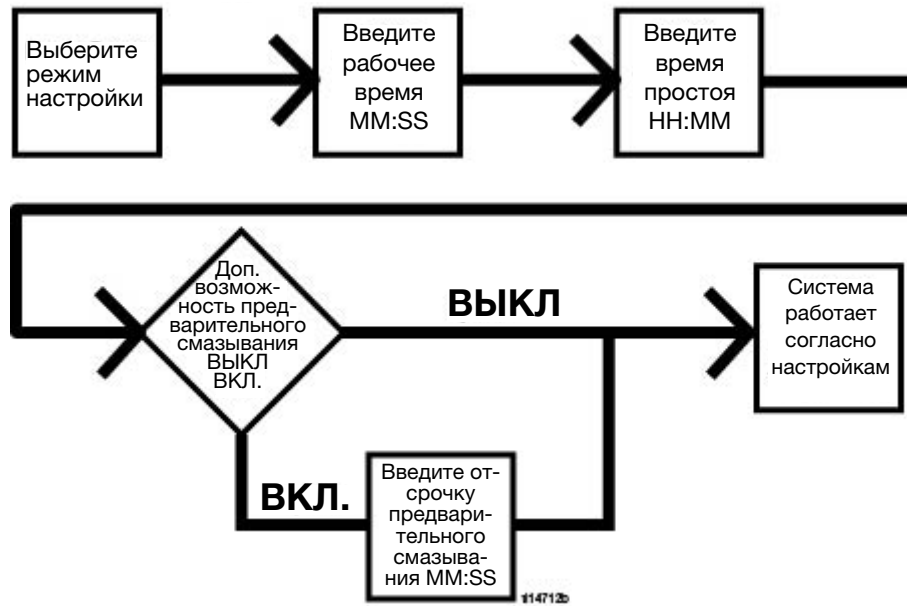 Выберите
режим
настройки
Введите
рабочее
время
MM:SS
Введите
время
простоя
HH:MM
Доп.
возмож-
ность пред-
варительного
смазывания
ВЫКЛ
ВКЛ.
ВЫКЛ
Система
работает
согласно
настройкам
ВКЛ.
Введите от-
срочку
предвари-
тельного
смазыва-
ния MM:SS